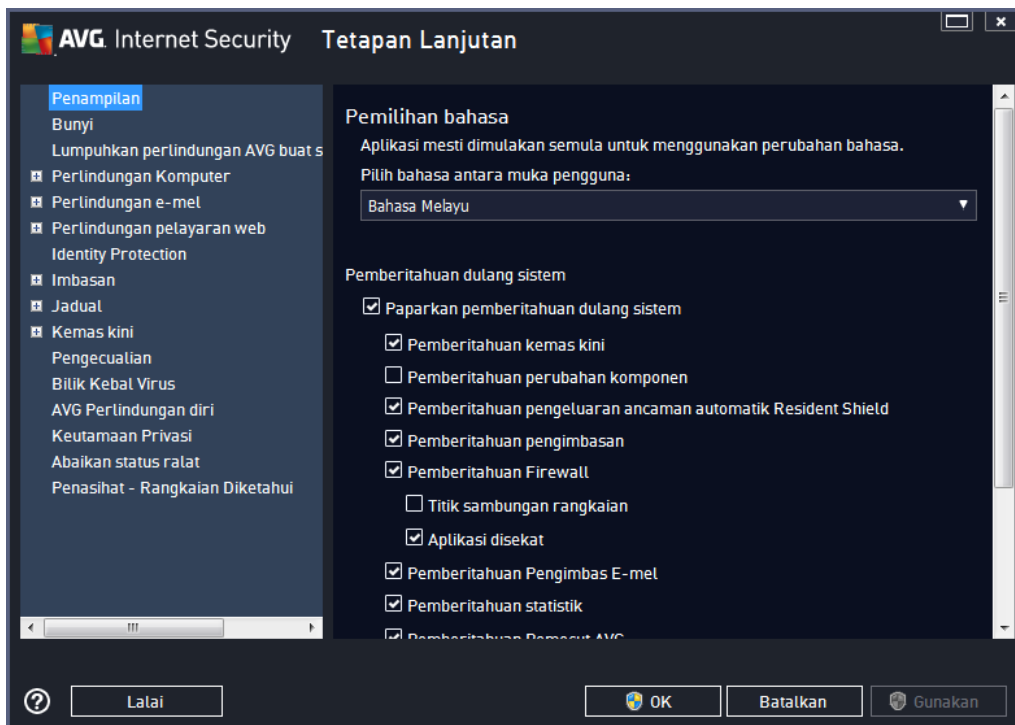 AVG. Internet Security Tetapan Lanjutan
Penampilan
Bunyi
Lumpuhkan perlindungan AVG buat s
Perlindungan Komputer
Perlindungan e-mel
Perlindungan pelayaran web
Identity Protection
Imbasan
Jadual
Kemas kini
Pengecualian
Bilik Kebal Virus
AVG Perlindungan diri
Keutamaan Privasi
Abaikan status ralat
Penasihat - Rangkaian Diketahui
Pemilihan bahasa
Aplikasi mesti dimulakan semula untuk menggunakan perubahan bahasa.
Pilih bahasa antara muka pengguna:
Bahasa Melayu
Pemberitahuan dulang sistem
Paparkan pemberitahuan dulang sistem
Pemberitahuan kemas kini
Pemberitahuan perubahan komponen
Pemberitahuan pengeluaran ancaman automatik Resident Shield
Pemberitahuan pengimbasan
Pemberitahuan Firewall
Titik sambungan rangkaian
Aplikasi disekat
Pemberitahuan Pengimbas E-mel
Pemberitahuan statistik
Pemberitahuan Pemecut AVG
Lalai
OK
Batalkan
Gunakan